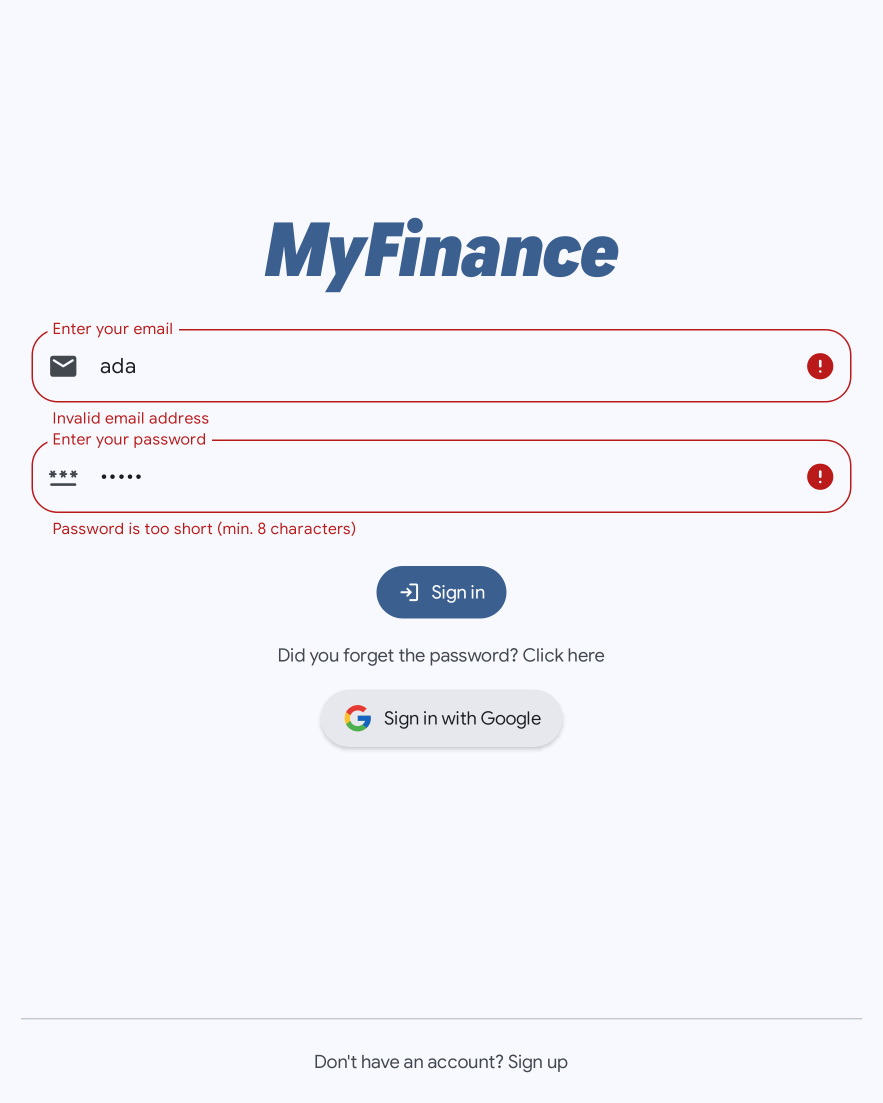 MyFinance
Enter your email
ada
Invalid email address
Enter your password
•••••
Password is too short (min. 8 characters)
Sign in
Did you forget the password? Click here
Sign in with Google
Don't have an account? Sign up